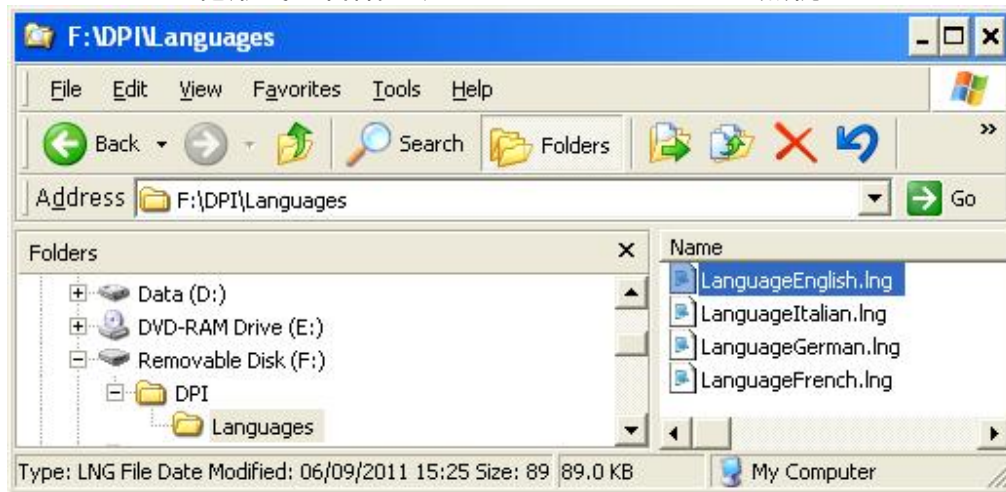 F:\DPI\Languages
File Edit View Favorites Tools Help
Back Search Folders »
Address F:\DPI\Languages Go
Folders x Name
Data (D:) LanguageEnglish.lng
DVD-RAM Drive (E:) LanguageItalian.lng
Removable Disk (F:) LanguageGerman.lng
DPI LanguageFrench.lng
Languages
Type: LNG File Date Modified: 06/09/2011 15:25 Size: 89 89.0 KB My Computer